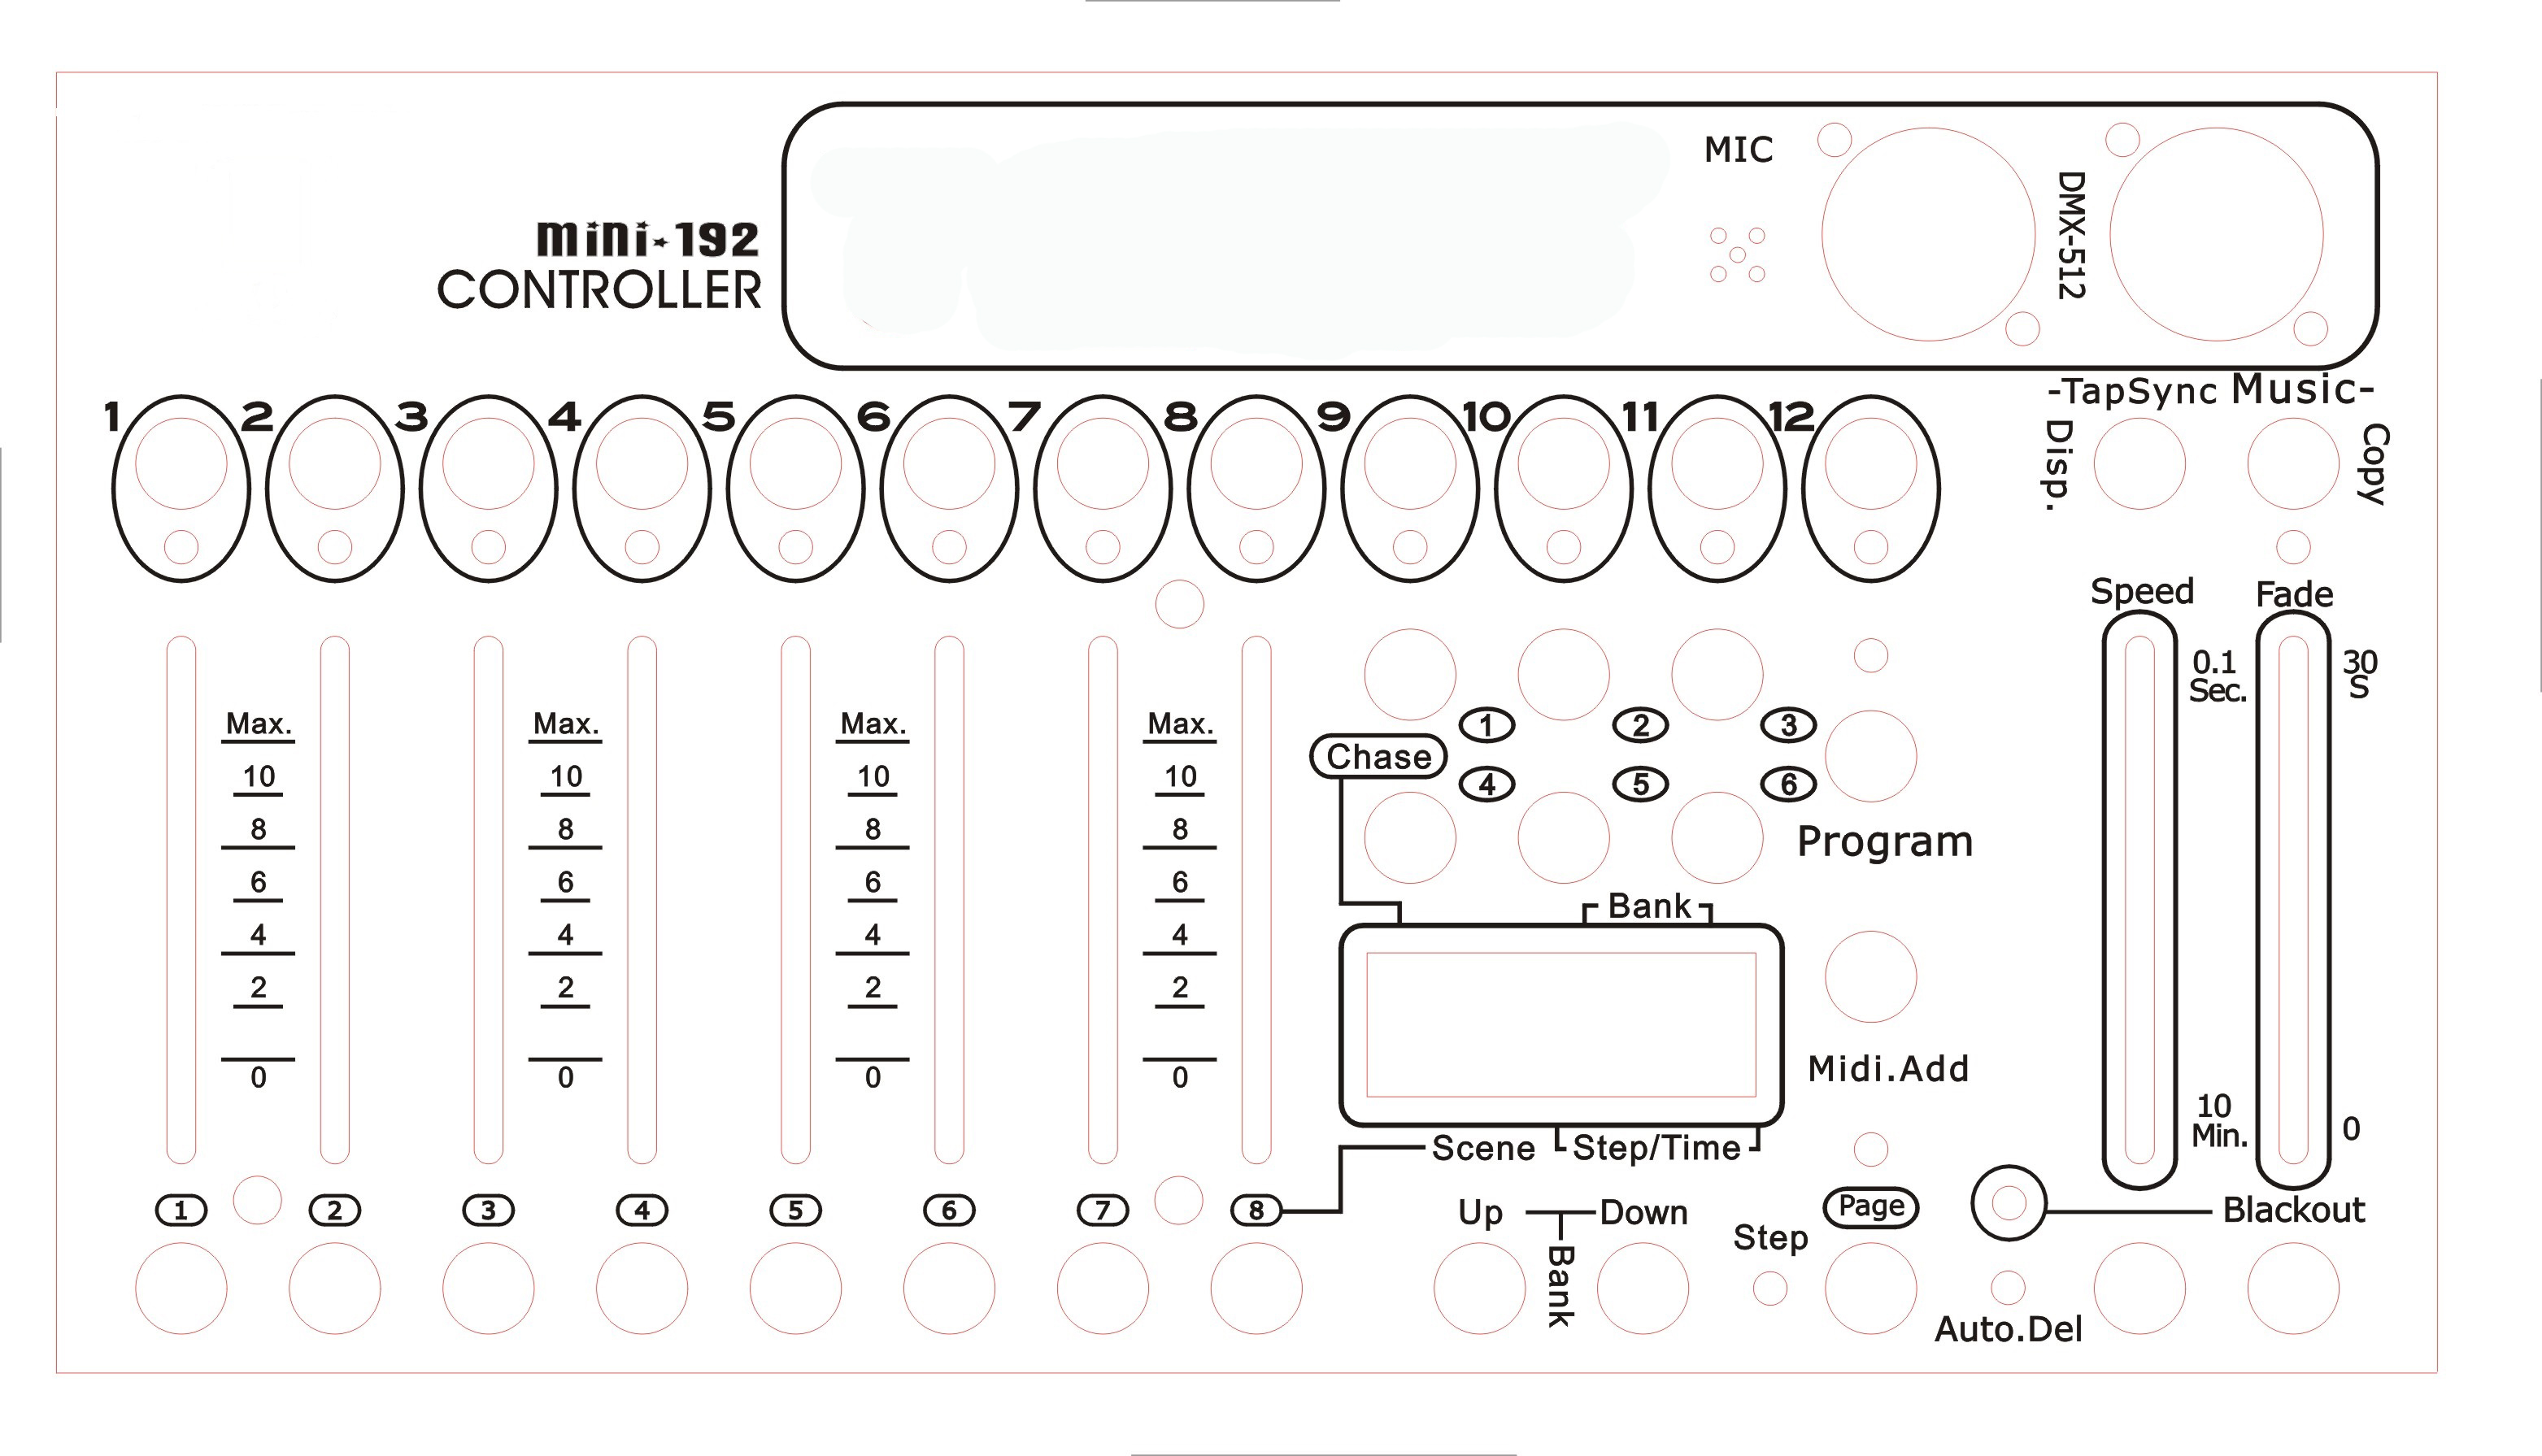 MIC
DMX-512
mini-192
CONTROLLER
-TapSync Music-
Disp.
Copy
1 2 3 4 5 6 7 8 9 10 11 12
Speed
Fade
0.1
Sec.
30
S
Max. Max. Max. Max.
10 10 10 10
8 8 8 8
6 6 6 6
4 4 4 4
2 2 2 2
0 0 0 0
1 2 3
Chase
4 5 6
Program
Bank
Midi.Add
10
Min.
0
Scene Step/Time
1 2 3 4 5 6 7 8
Up Down
Bank
Step
Page
Blackout
Auto.Del